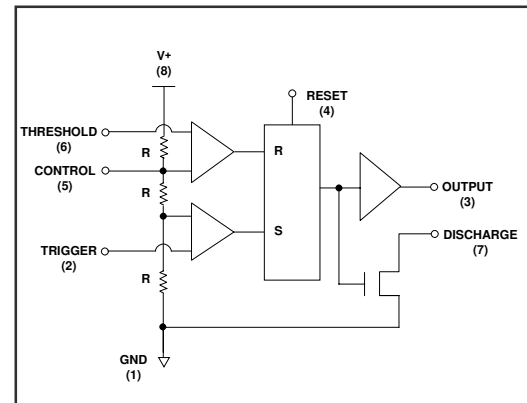 V+
(8)
RESET
(4)
THRESHOLD
(6)
R
R
CONTROL
(5)
R
OUTPUT
(3)
S
DISCHARGE
(7)
TRIGGER
(2)
R
GND
(1)